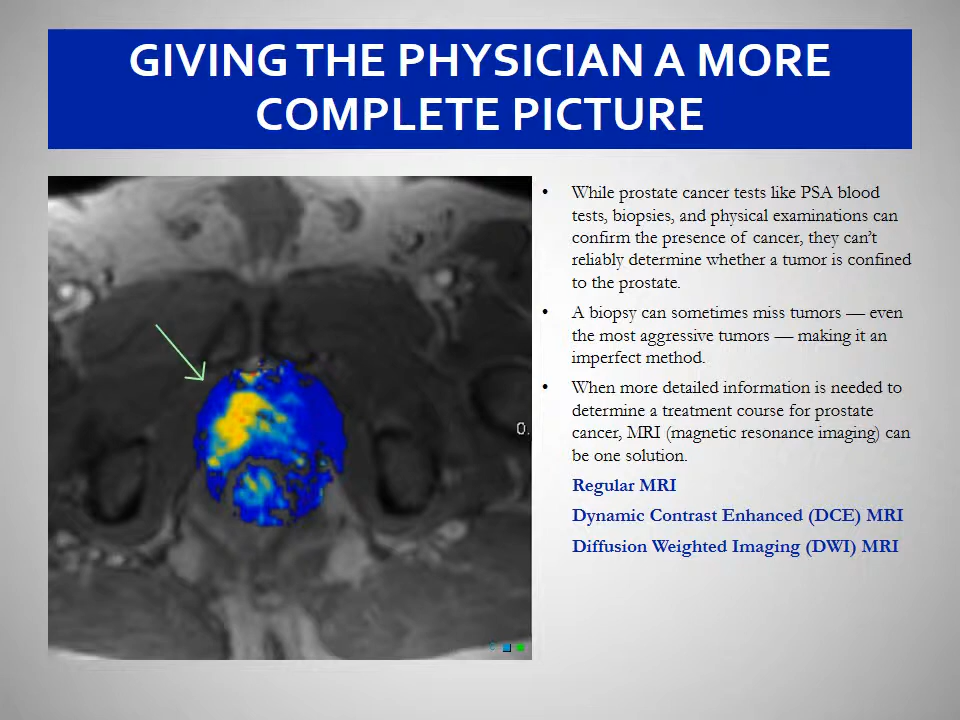 GIVING THE PHYSICIAN A MORE
COMPLETE PICTURE
• While prostate cancer tests like PSA blood
tests, biopsies, and physical examinations can
confirm the presence of cancer, they can’t
reliably determine whether a tumor is confined
to the prostate.
• A biopsy can sometimes miss tumors — even
the most aggressive tumors — making it an
imperfect method.
• When more detailed information is needed to
determine a treatment course for prostate
cancer, MRI (magnetic resonance imaging) can
be one solution.
Regular MRI
Dynamic Contrast Enhanced (DCE) MRI
Diffusion Weighted Imaging (DWI) MRI
0.